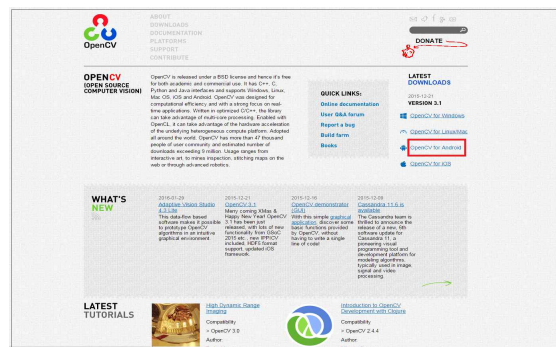 OpenCV
ABOUT
DOWNLOADS
DOCUMENTATION
PLATFORMS
SUPPORT
CONTRIBUTE
DONATE
OPENCV
(OPEN SOURCE
COMPUTER VISION)
OpenCV is released under a BSD license and hence it's free
for both academic and commercial use. It has C++, C,
Python and Java interfaces and supports Windows, Linux,
Mac OS, iOS and Android. OpenCV was designed for
computational efficiency and with a strong focus on real-
time applications. Written in optimized C/C++, the library
can take advantage of multi-core processing. Enabled with
OpenCL, it can take advantage of the hardware acceleration
of the underlying heterogeneous compute platform. Adopted
all around the world, OpenCV has more than 47 thousand
people of user community and estimated number of
downloads exceeding 9 million. Usage ranges from
interactive art, to mines inspection, stitching maps on the
web or through advanced robotics.
QUICK LINKS:
Online documentation
User Q&A forum
Report a bug
Build farm
Books
LATEST
DOWNLOADS
2015-12-21
VERSION 3.1
OpenCV for Windows
OpenCV for Linux/Mac
OpenCV for Android
OpenCV for iOS
WHAT'S
NEW
2016-01-29
Adaptive Vision Studio
4.3 Lite
This data-flow based
software makes it possible
to prototype OpenCV
algorithms in an intuitive
graphical environment.
2015-12-21
OpenCV 3.1
Merry coming X'Mas &
Happy New Year! OpenCV
3.1 has been just
released, with lots of new
functionality from GSoC
2015 etc., new IPPICV
included, HDF5 format
support, updated iOS
framework.
2015-12-16
OpenCV demonstrator
(GUI)
With this simple graphical
application, discover some
basic functions provided
by OpenCV, without
having to write a single
line of code!
2015-12-08
Cassandra 11.5 is
available
The Cassandra team is
thrilled to announce the
release of a new, 6th
software update for
Cassandra 11, a
pioneering visual
programming tool and
development platform for
modeling algorithms,
typically used in image,
signal and video
processing.
LATEST
TUTORIALS
High Dynamic Range
Imaging
Compatibility
> OpenCV 3.0
Author:
Introduction to OpenCV
Development with Clojure
Compatibility
> OpenCV 2.4.4
Author: